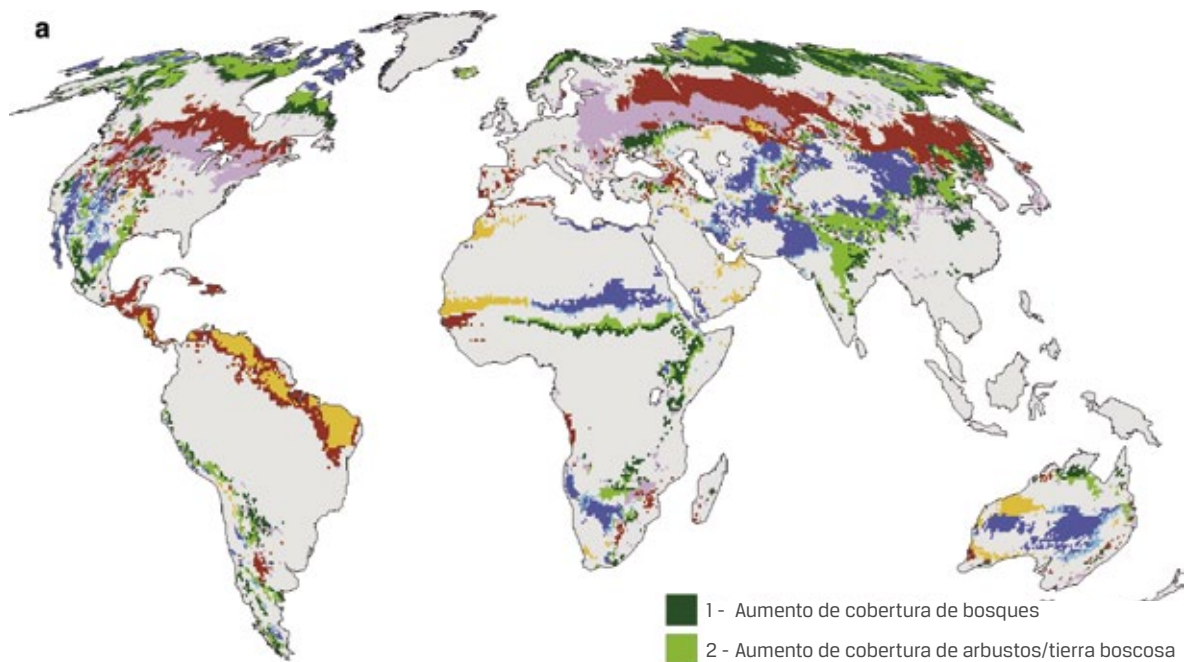 a
1 - Aumento de cobertura de bosques
2 - Aumento de cobertura de arbustos/tierra boscosa